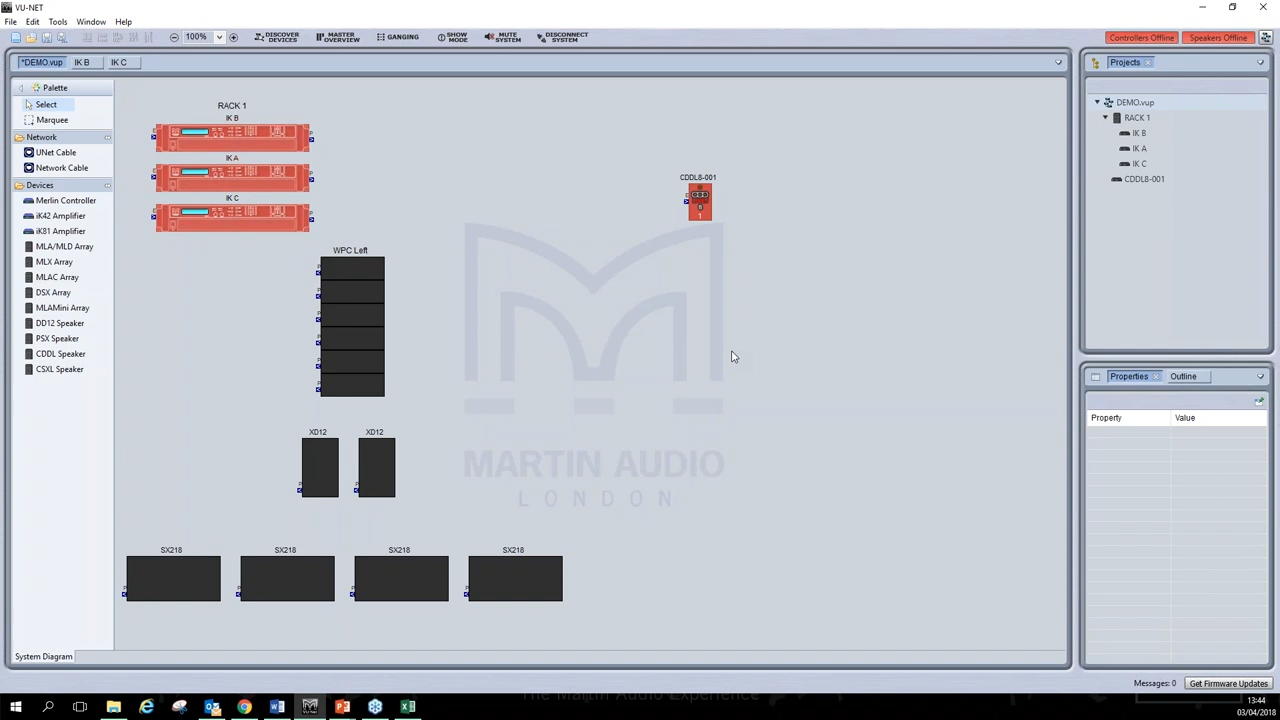 VU-NET
File Edit Tools Window Help
100% DISCOVER DEVICES MASTER OVERVIEW GANGING SHOW MODE MUTE SYSTEM DISCONNECT SYSTEM Controllers Offline Speakers Offline
*DEMO.vup IK B IK C
Palette
Select
Marquee
Network
UNet Cable
Network Cable
Devices
Merlin Controller
iK42 Amplifier
iK81 Amplifier
MLA/MLD Array
MLX Array
MLAC Array
DSX Array
MLAMini Array
DD12 Speaker
PSX Speaker
CDDL Speaker
CSXL Speaker
RACK 1
IK B
IK A
IK C
CDDL8-001
1
WPC Left
XD12 XD12
SX218 SX218 SX218 SX218
MARTIN AUDIO
LONDON
System Diagram
Projects
DEMO.vup
RACK 1
IK B
IK A
IK C
CDDL8-001
Properties Outline
Property Value
Messages: 0 Get Firmware Updates
The Martin Audio Experience
13:44
03/04/2018